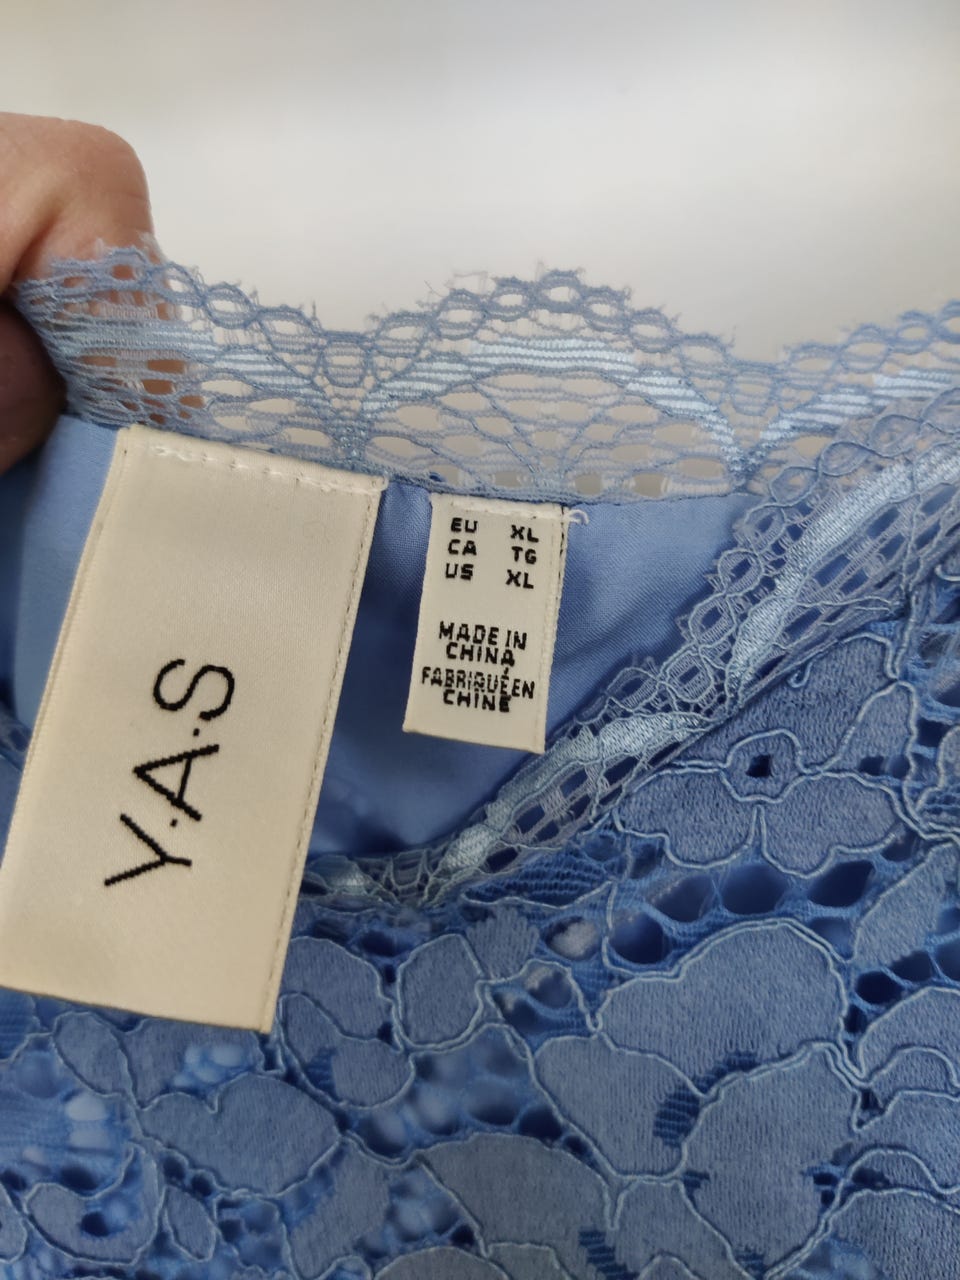 Y.A.S
EU XL
CA TG
US XL
MADE IN
CHINA
FABRIQUÉ EN
CHINE